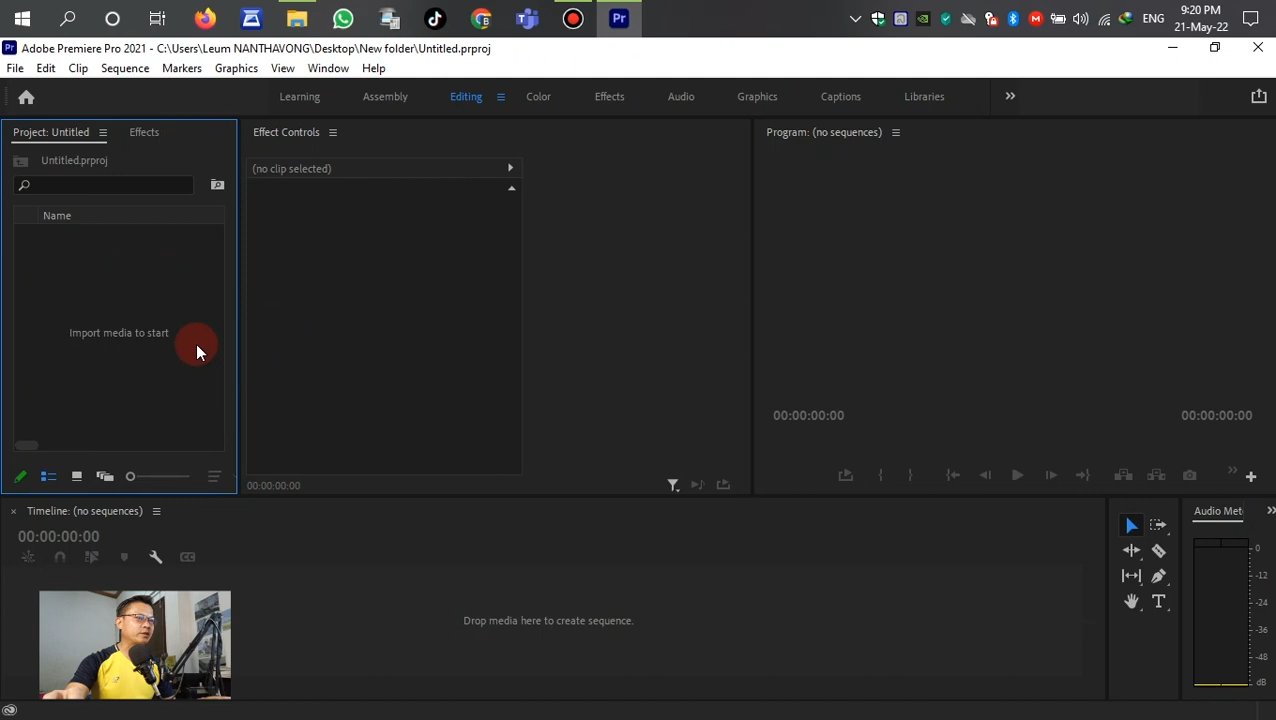 ENG
9:20 PM
21-May-22
Pr
Pr Adobe Premiere Pro 2021 - C:\Users\Leum NANTHAVONG\Desktop\New folder\Untitled.prproj
File Edit Clip Sequence Markers Graphics View Window Help
Learning Assembly Editing Color Effects Audio Graphics Captions Libraries
Project: Untitled Effects
Untitled.prproj
Name
Import media to start
Effect Controls
(no clip selected)
00:00:00:00
Program: (no sequences)
00:00:00:00 00:00:00:00
Timeline: (no sequences)
00:00:00:00
CC
Drop media here to create sequence.
T
Audio Met
0
-12
-24
-36
-48
dB